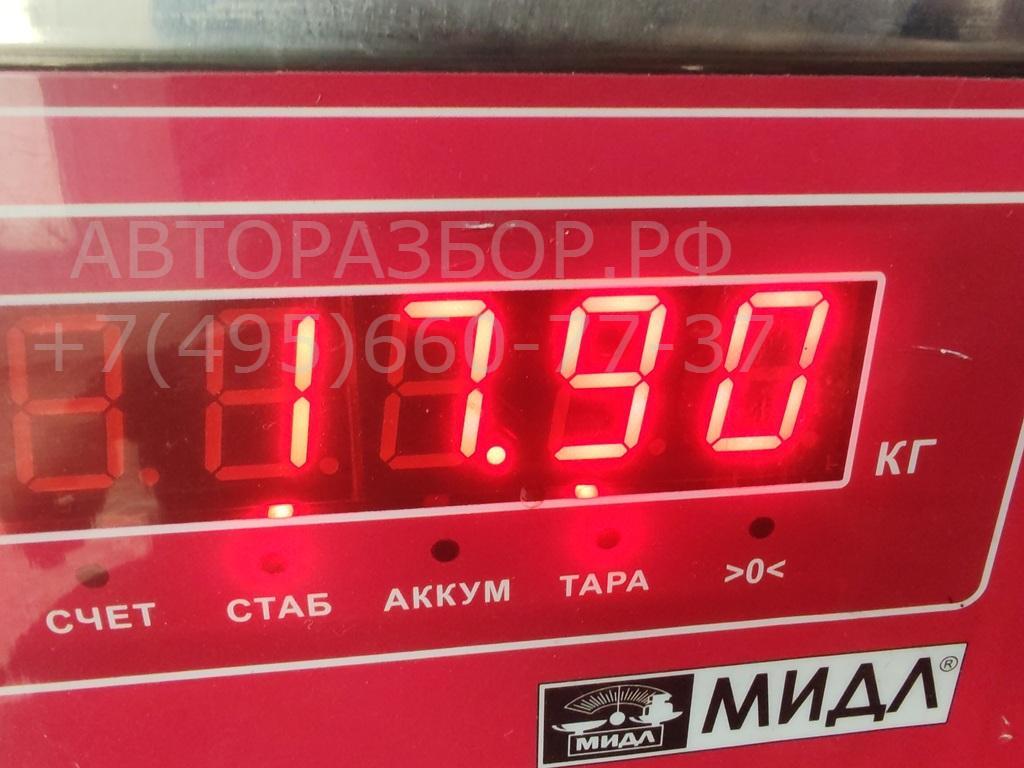 АВТОРАЗБОР.РФ
+7(495)660-77-37
17.90
КГ
СЧЕТ СТАБ АККУМ ТАРА >0<
МИДЛ МИДЛ®